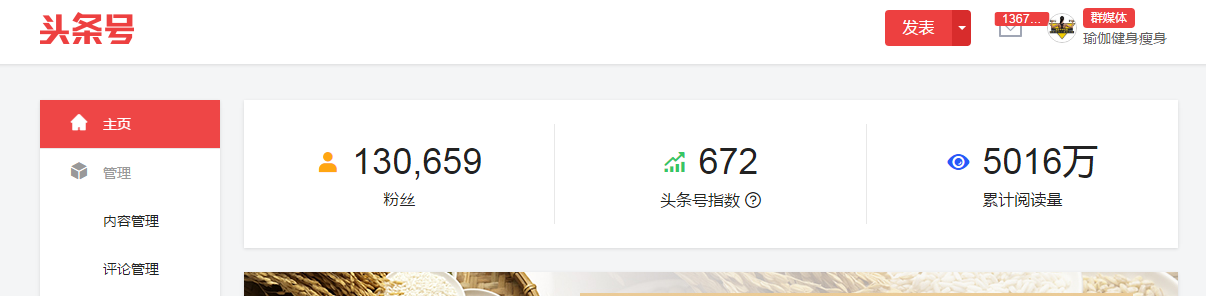 头条号
发表
1367...
群媒体
瑜伽健身瘦身
主页
管理
内容管理
评论管理
130,659
粉丝
672
头条号指数
5016万
累计阅读量